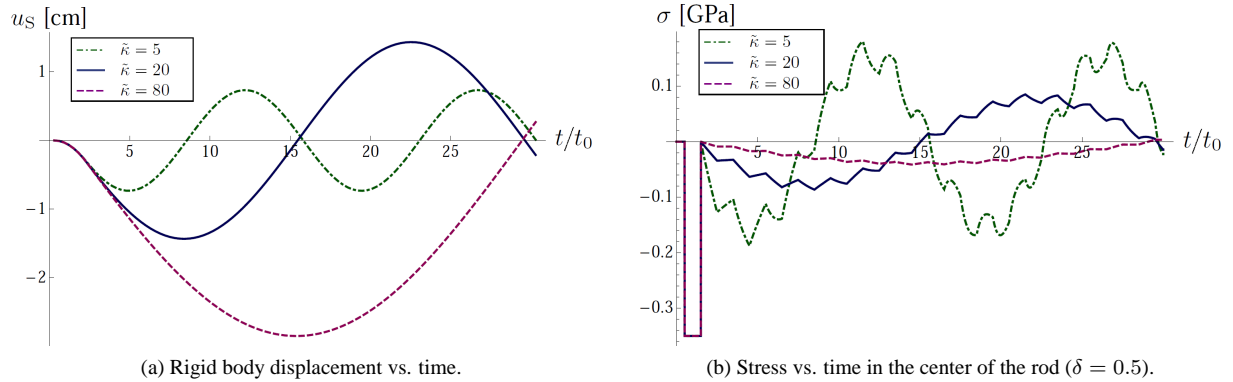 u_S [cm]
κ̃ = 5
κ̃ = 20
κ̃ = 80
1
-1
-2
5 10 15 20 25
t/t_0
(a) Rigid body displacement vs. time.
σ [GPa]
κ̃ = 5
κ̃ = 20
κ̃ = 80
0.1
-0.1
-0.2
-0.3
5 10 15 20 25
t/t_0
(b) Stress vs. time in the center of the rod (δ = 0.5).